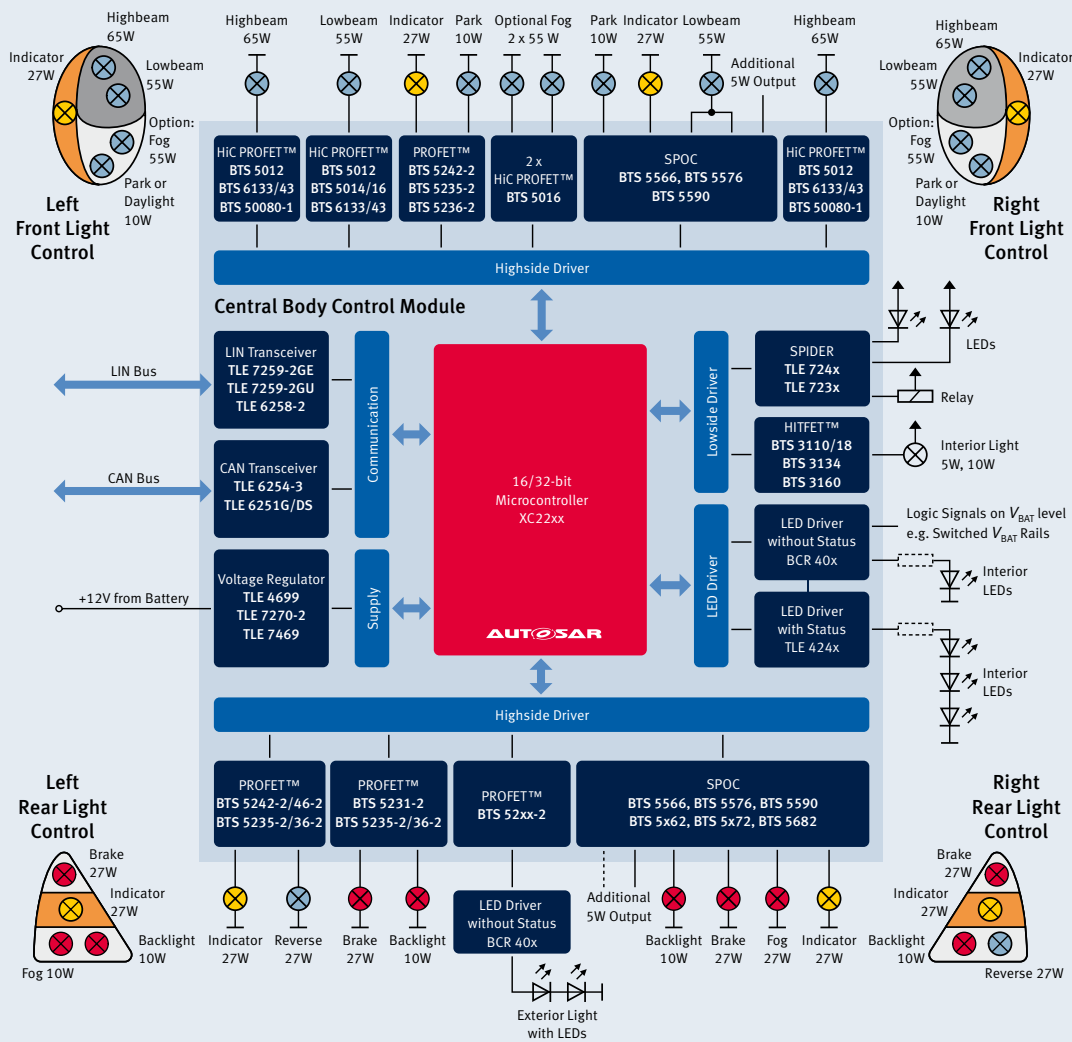 Highbeam
65W
Indicator
27W
Lowbeam
55W
Option:
Fog
55W
Park or
Daylight
10W
Left
Front Light
Control
Highbeam
65W
Lowbeam
55W
Indicator
27W
Park
10W
Optional Fog
2 x 55 W
Park
10W
Indicator
27W
SPOC
Lowbeam
55W
Additional
5W Output
Highbeam
65W
Highbeam
65W
Indicator
27W
Lowbeam
55W
Option:
Fog
55W
Park or
Daylight
10W
Right
Front Light
Control
HiC PROFET™
BTS 5012
BTS 6133/43
BTS 50080-1
HiC PROFET™
BTS 5012
BTS 5014/16
BTS 6133/43
PROFET™
BTS 5242-2
BTS 5235-2
BTS 5236-2
2 x
HiC PROFET™
BTS 5016
SPOC
BTS 5566, BTS 5576
BTS 5590
HiC PROFET™
BTS 5012
BTS 6133/43
BTS 50080-1
Highside Driver
Central Body Control Module
LIN Bus
LIN Transceiver
TLE 7259-2GE
TLE 7259-2GU
TLE 6258-2
CAN Bus
CAN Transceiver
TLE 6254-3
TLE 6251G/DS
Communication
+12V from Battery
Voltage Regulator
TLE 4699
TLE 7270-2
TLE 7469
Supply
16/32-bit
Microcontroller
XC22xx
AUTOSAR
Lowside Driver
SPIDER
TLE 724x
TLE 723x
LEDs
Relay
HITFET™
BTS 3110/18
BTS 3134
BTS 3160
Interior Light
5W, 10W
LED Driver
LED Driver
without Status
BCR 40x
Logic Signals on VBAT level
e.g. Switched VBAT Rails
Interior
LEDs
LED Driver
with Status
TLE 424x
Interior
LEDs
Highside Driver
PROFET™
BTS 5242-2/46-2
BTS 5235-2/36-2
PROFET™
BTS 5231-2
BTS 5235-2/36-2
PROFET™
BTS 52xx-2
SPOC
BTS 5566, BTS 5576, BTS 5590
BTS 5x62, BTS 5x72, BTS 5682
Left
Rear Light
Control
Brake
27W
Indicator
27W
Backlight
10W
Fog 10W
Indicator
27W
Reverse
27W
Brake
27W
Backlight
10W
LED Driver
without Status
BCR 40x
Exterior Light
with LEDs
Additional
5W Output
Backlight
10W
Brake
27W
Fog
27W
Indicator
27W
Right
Rear Light
Control
Brake
27W
Indicator
27W
Backlight
10W
Reverse 27W